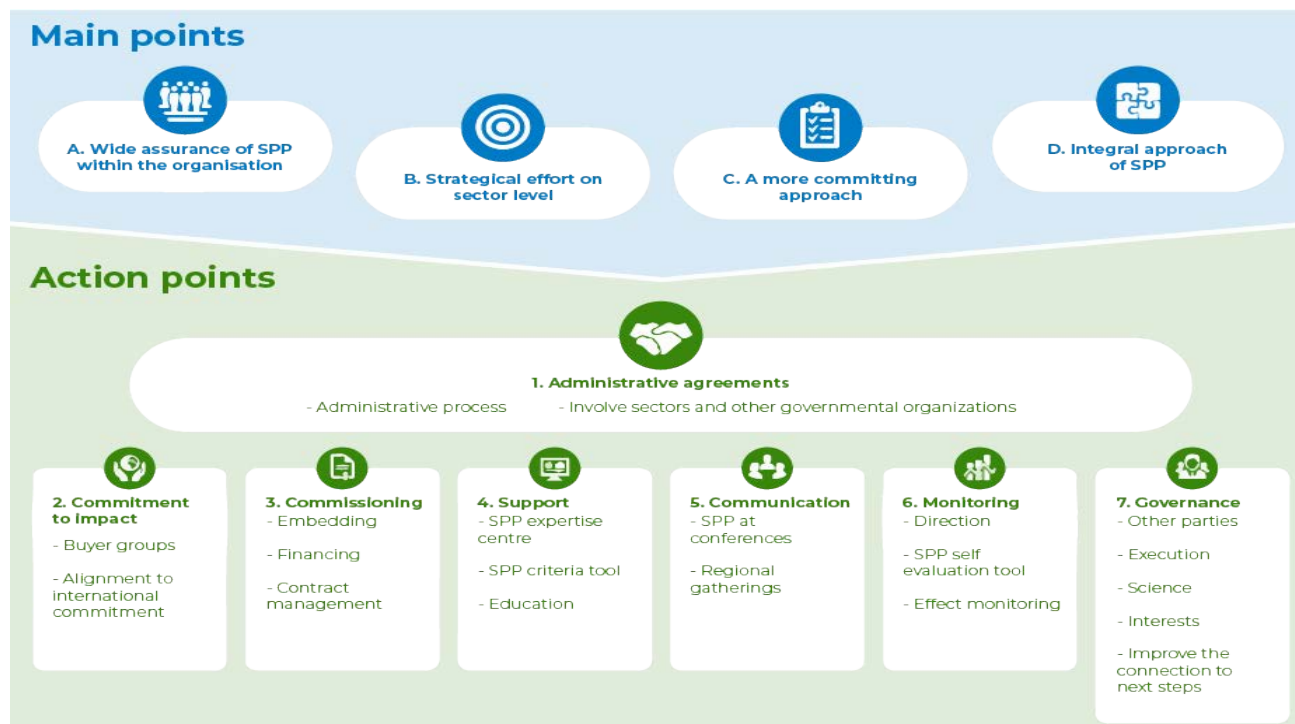 Main points
A. Wide assurance of SPP
within the organisation
B. Strategical effort on
sector level
C. A more committing
approach
D. Integral approach
of SPP
Action points
1. Administrative agreements
- Administrative process
- Involve sectors and other governmental organizations
2. Commitment
to impact
- Buyer groups
- Alignment to
international
commitment
3. Commissioning
- Embedding
- Financing
- Contract
management
4. Support
- SPP expertise
centre
- SPP criteria tool
- Education
5. Communication
- SPP at
conferences
- Regional
gatherings
6. Monitoring
- Direction
- SPP self
evaluation tool
- Effect monitoring
7. Governance
- Other parties
- Execution
- Science
- Interests
- Improve the
connection to
next steps